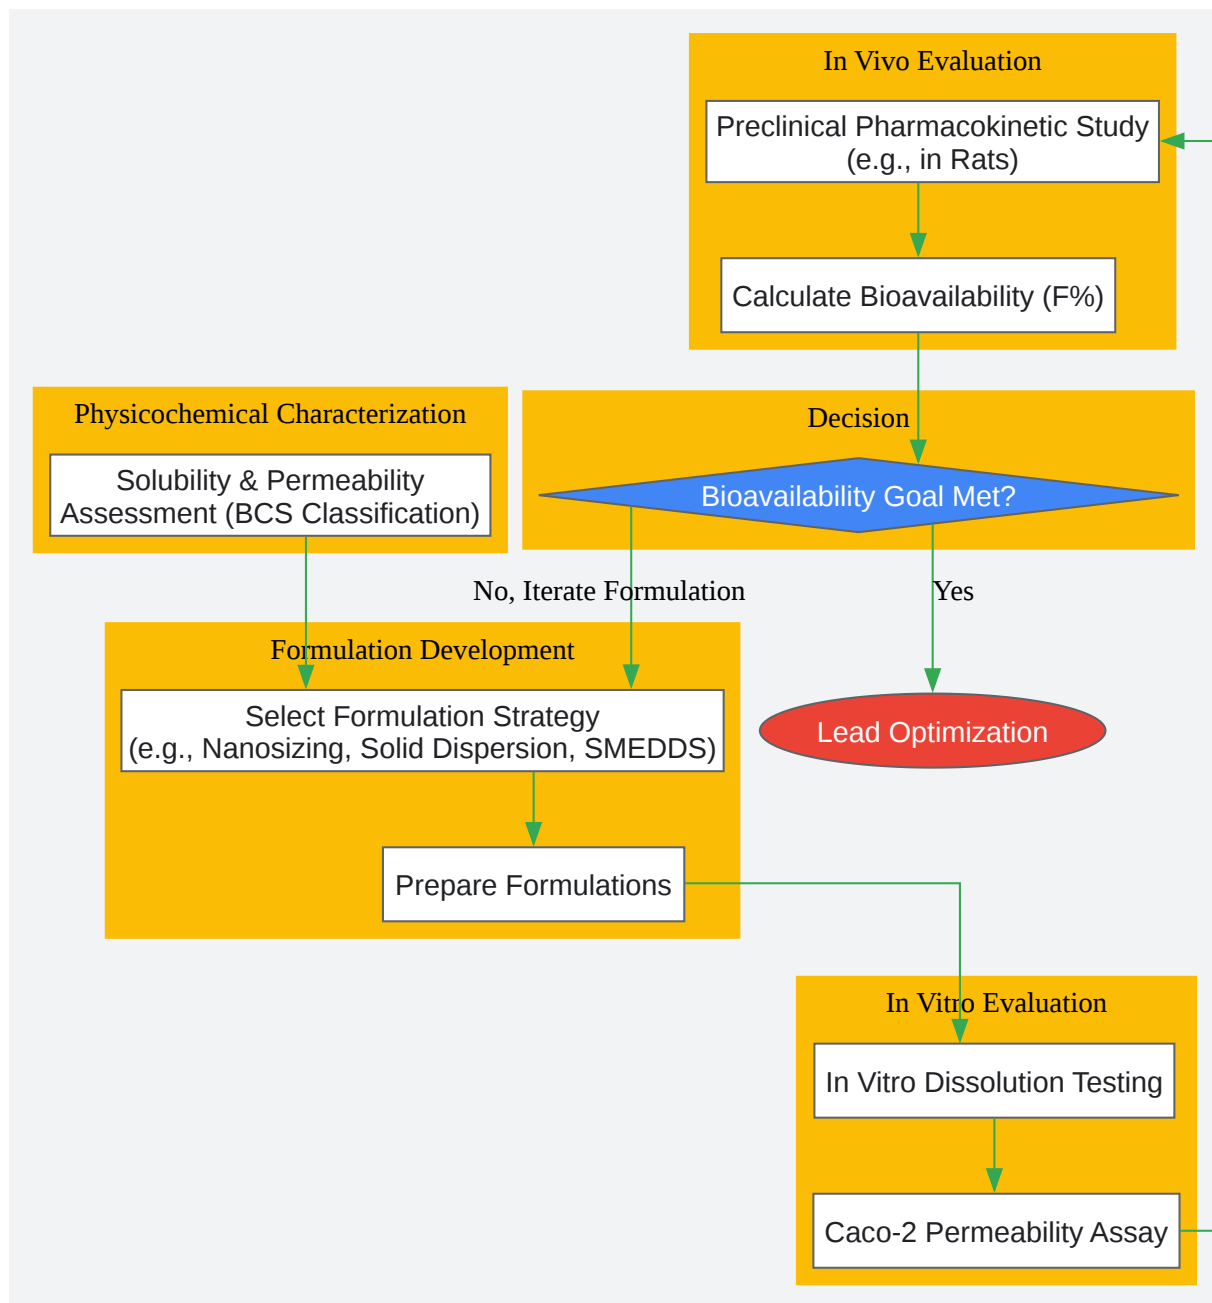 In Vivo Evaluation
Preclinical Pharmacokinetic Study
(e.g., in Rats)
Calculate Bioavailability (F%)
Physicochemical Characterization
Solubility & Permeability
Assessment (BCS Classification)
Decision
Bioavailability Goal Met?
No, Iterate Formulation
Yes
Formulation Development
Select Formulation Strategy
(e.g., Nanosizing, Solid Dispersion, SMEDDS)
Lead Optimization
Prepare Formulations
In Vitro Evaluation
In Vitro Dissolution Testing
Caco-2 Permeability Assay